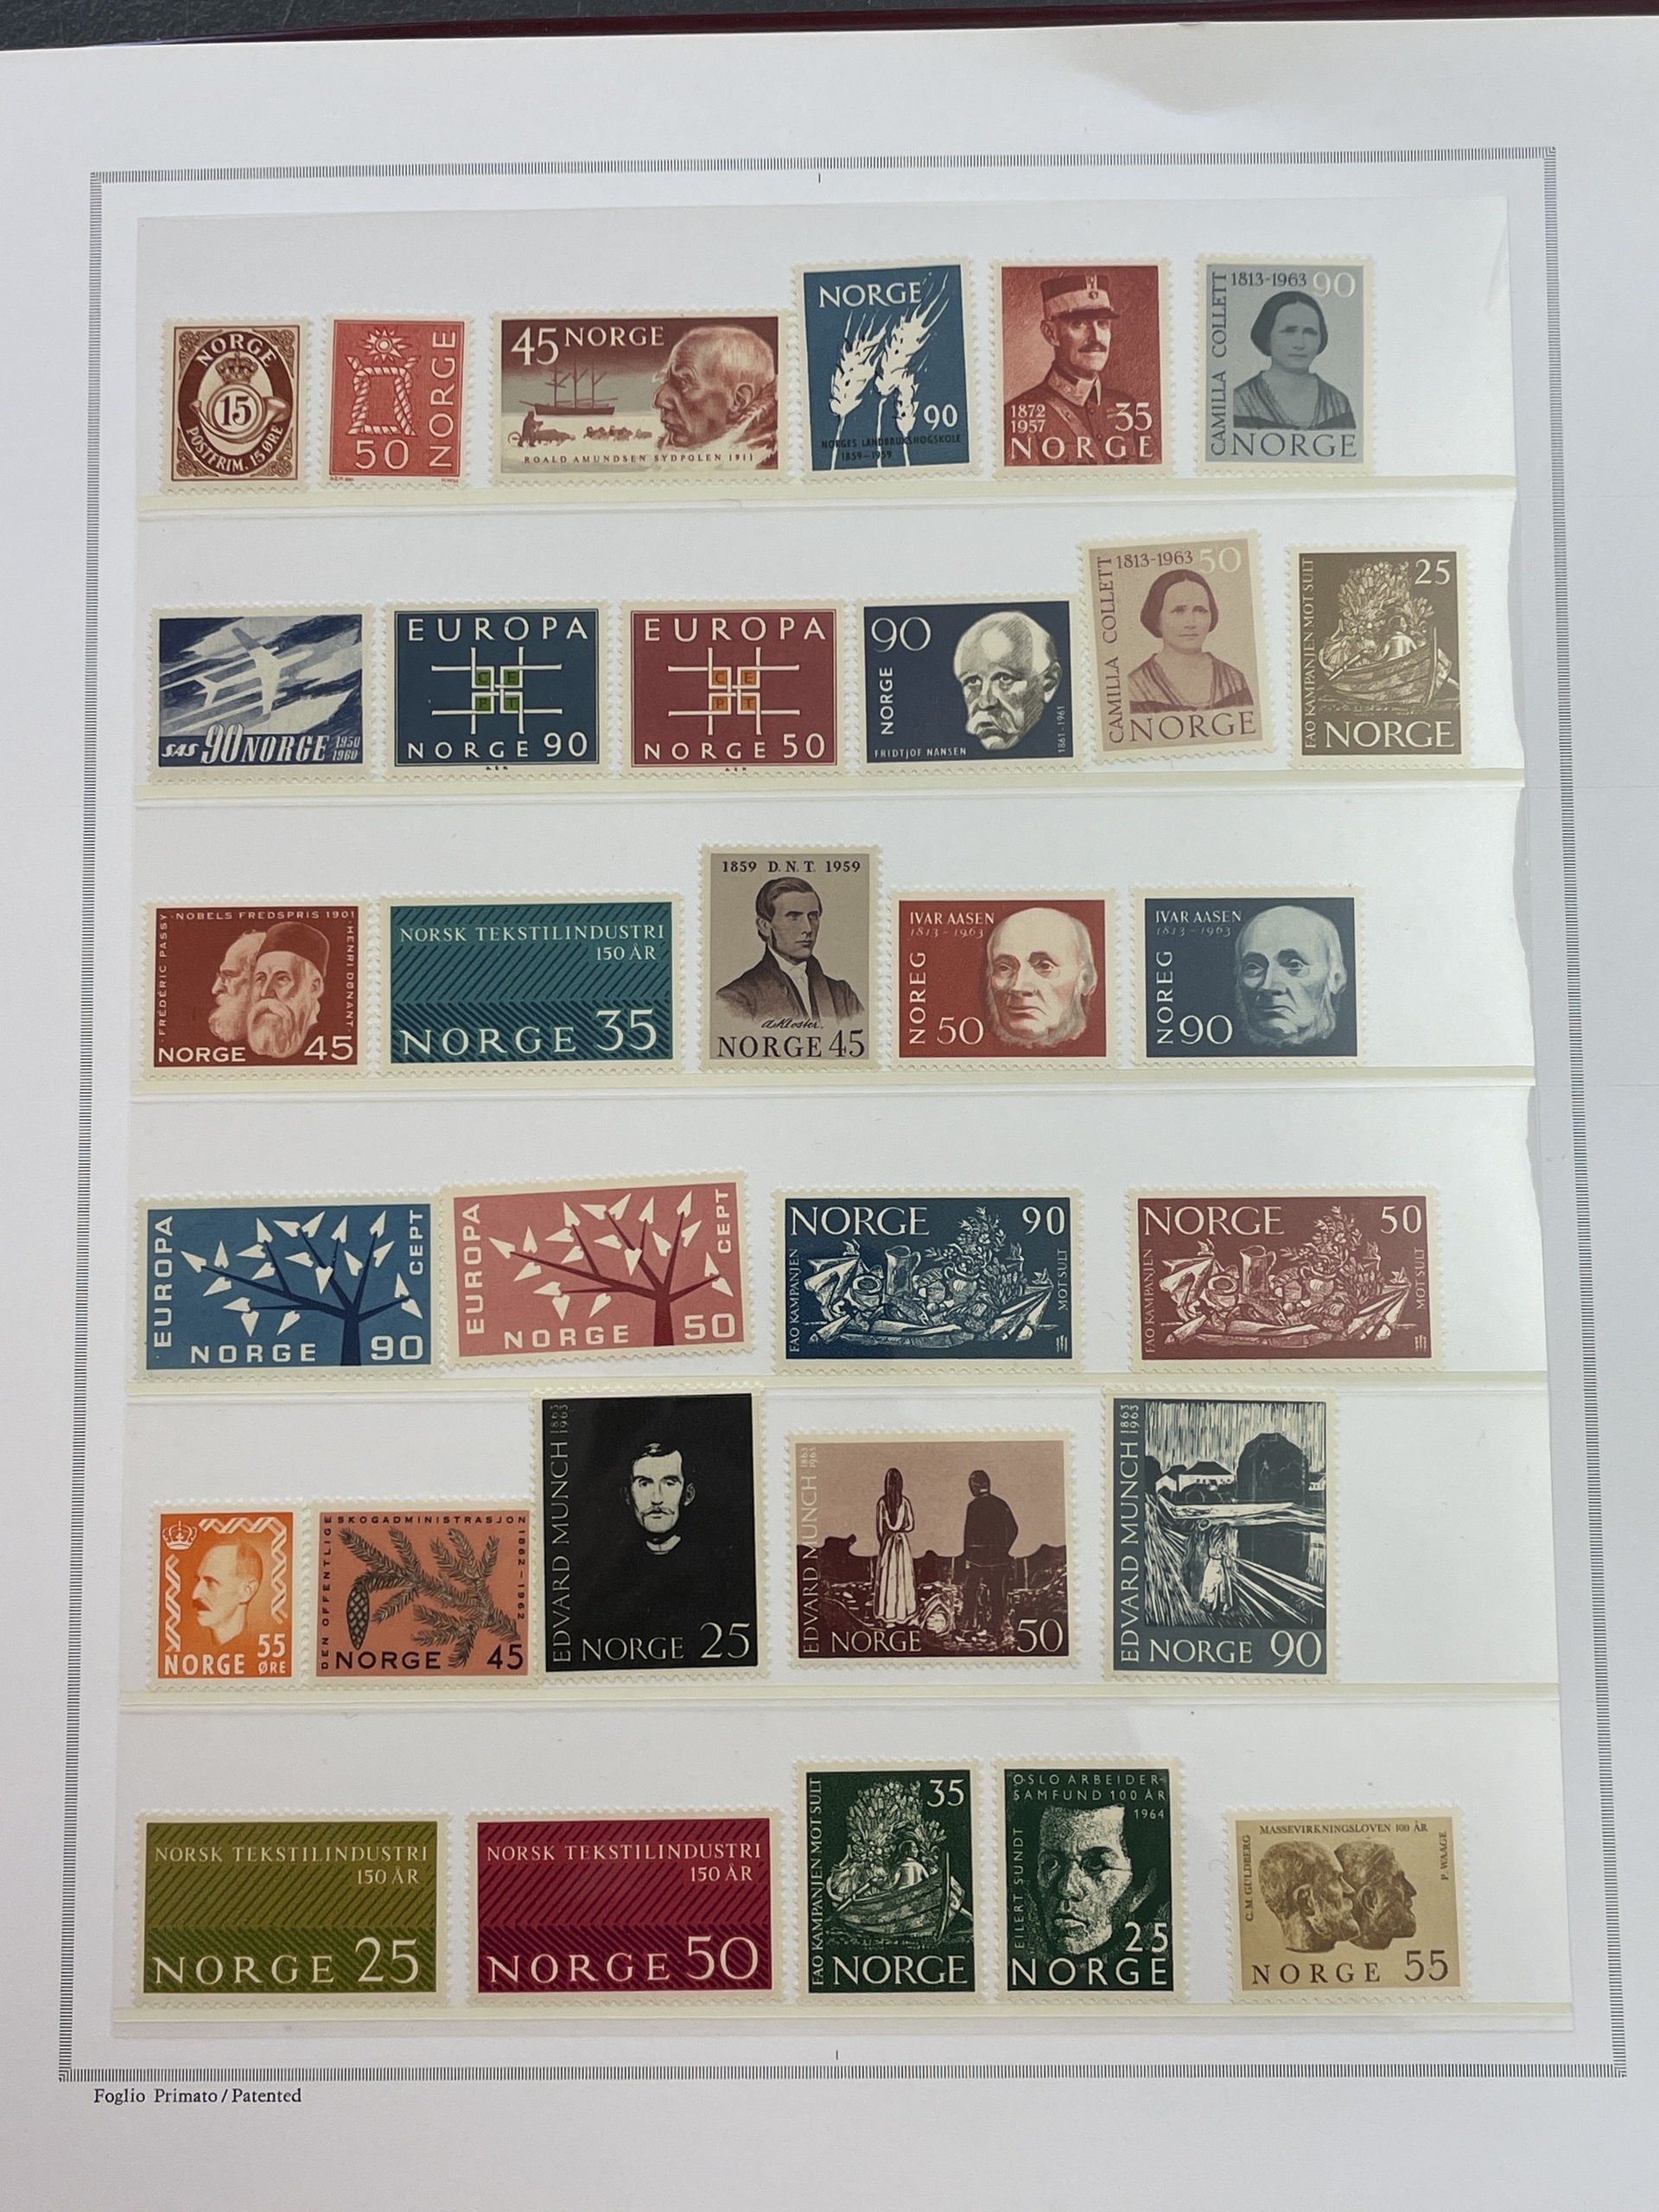 NORGE
15
POSTFRIM. 15 ØRE
50
NORGE
45 NORGE
ROALD AMUNDSEN SYDPOLEN 1911
NORGE
90
NORGES LANDBRUKSHØGSKOLE
1859-1959
1872
1957
35
NORGE
1813-1963 90
CAMILLA COLLETT
NORGE
SAS 90 NORGE 1950
1960
EUROPA
C E
P T
NORGE 90
EUROPA
C E
P T
NORGE 50
90
NORGE
FRIDTJOF NANSEN
1861-1961
1813-1963 50
CAMILLA COLLETT
NORGE
25
FAO KAMPANJEN MOT SULT
NORGE
NOBELS FREDSPRIS 1901
FRÉDÉRIC PASSY
HENRI DUNANT
NORGE 45
NORSK TEKSTILINDUSTRI
150 ÅR
NORGE 35
1859 D.N.T. 1959
A. Kloster.
NORGE 45
IVAR AASEN
1813-1963
NOREG
50
IVAR AASEN
1813-1963
NOREG
90
EUROPA
CEPT
NORGE 90
EUROPA
CEPT
NORGE 50
NORGE 90
FAO KAMPANJEN
MOT SULT
NORGE 50
FAO KAMPANJEN
MOT SULT
55
NORGE ØRE
DEN OFFENTLIGE
SKOGADMINISTRASJON
1862-1962
NORGE 45
EDVARD MUNCH 1863
1963
NORGE 25
EDVARD MUNCH 1863
1963
NORGE 50
EDVARD MUNCH 1863
1963
NORGE 90
NORSK TEKSTILINDUSTRI
150 ÅR
NORGE 25
NORSK TEKSTILINDUSTRI
150 ÅR
NORGE 50
35
FAO KAMPANJEN MOT SULT
NORGE
OSLO ARBEIDER-
SAMFUND 100 ÅR
1964
EILERT SUNDT
25
NORGE
MASSEVIRKNINGSLOVEN 100 ÅR
C.M. GULDBERG
P. WAAGE
NORGE 55
Foglio Primato / Patented